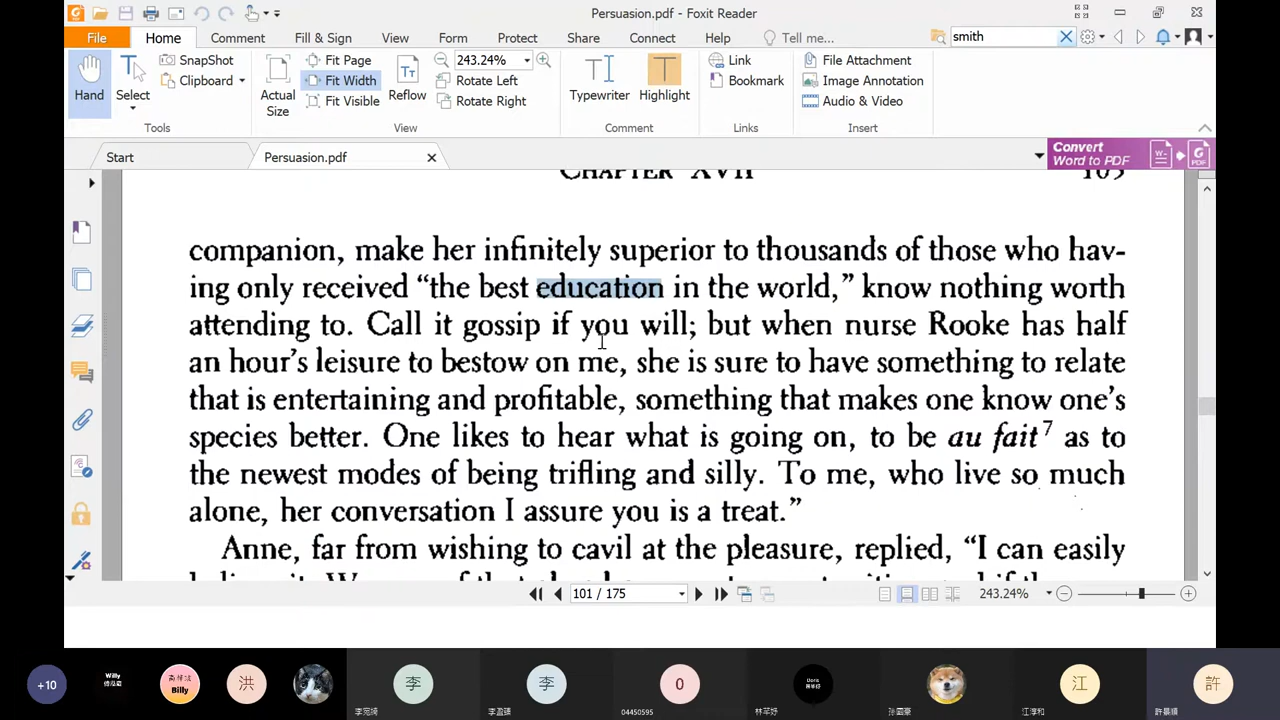 Persuasion.pdf - Foxit Reader
File Home Comment Fill & Sign View Form Protect Share Connect Help Tell me... smith
Hand
Select
SnapShot
Clipboard
Actual Size
Fit Page
Fit Width
Fit Visible
Reflow
243.24%
Rotate Left
Rotate Right
Typewriter
Highlight
Link
Bookmark
File Attachment
Image Annotation
Audio & Video
Tools View Comment Links Insert
Start Persuasion.pdf
Convert
Word to PDF
CHAPTER XVII 103
companion, make her infinitely superior to thousands of those who hav-
ing only received “the best education in the world,” know nothing worth
attending to. Call it gossip if you will; but when nurse Rooke has half
an hour’s leisure to bestow on me, she is sure to have something to relate
that is entertaining and profitable, something that makes one know one’s
species better. One likes to hear what is going on, to be au fait7 as to
the newest modes of being trifling and silly. To me, who live so much
alone, her conversation I assure you is a treat.”
Anne, far from wishing to cavil at the pleasure, replied, “I can easily
101 / 175 243.24%
+10
Willy
Billy
洪
李
李
0
Doris
江
許
04450595